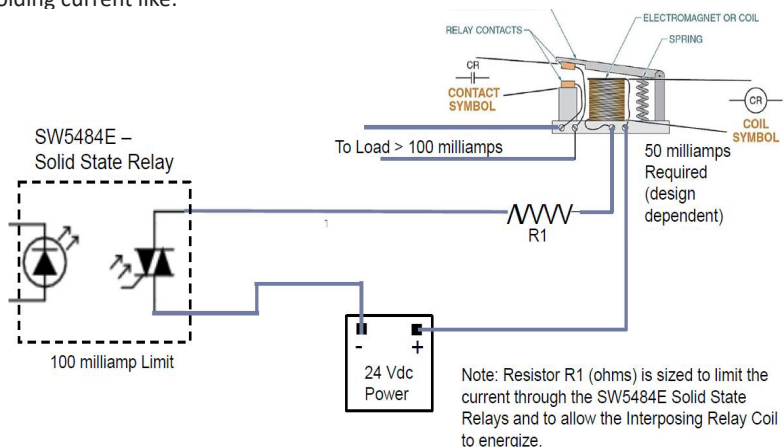 olding current like:
ELECTROMAGNET OR COIL
RELAY CONTACTS
SPRING
CR
CONTACT
SYMBOL
CR
COIL
SYMBOL
SW5484E –
Solid State Relay
To Load > 100 milliamps
50 milliamps
Required
(design
dependent)
R1
100 milliamp Limit
- +
24 Vdc
Power
Note: Resistor R1 (ohms) is sized to limit the
current through the SW5484E Solid State
Relays and to allow the Interposing Relay Coil
to energize.